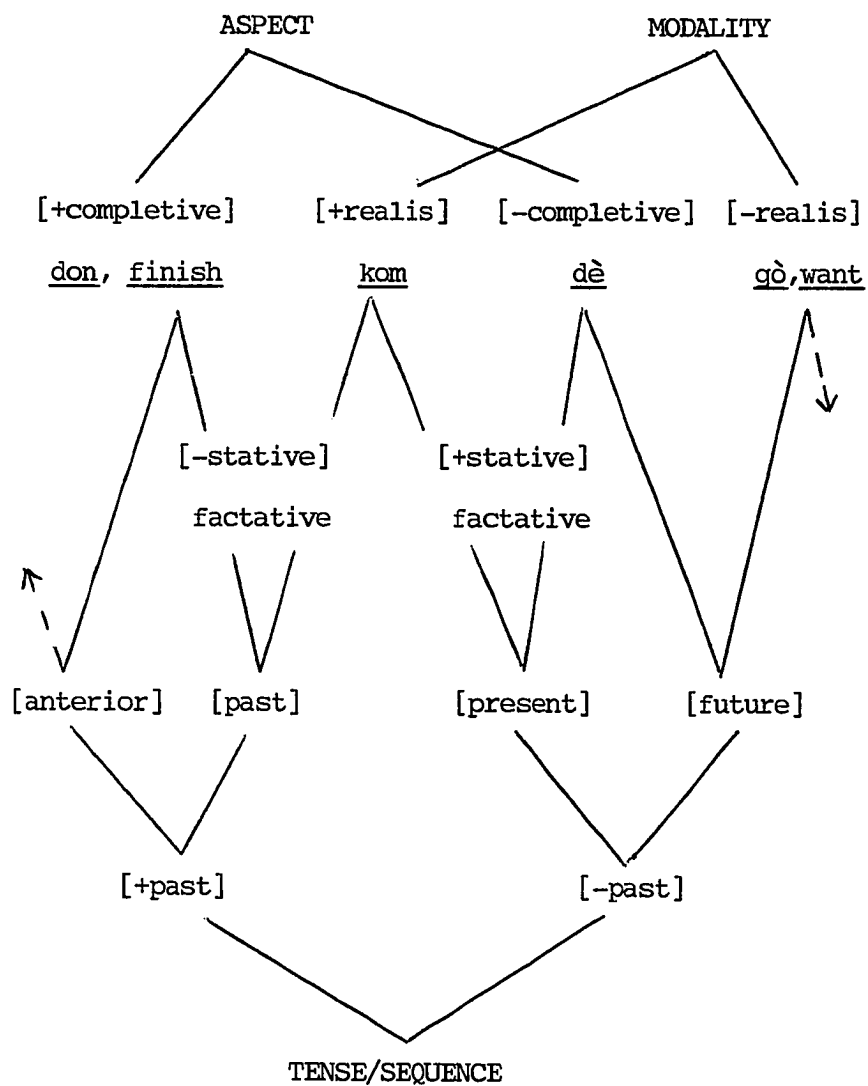 ASPECT MODALITY
[+completive] [+realis] [-completive] [-realis]
don, finish kom dè gò,want
[-stative] [+stative]
factative factative
[anterior] [past] [present] [future]
[+past] [-past]
TENSE/SEQUENCE